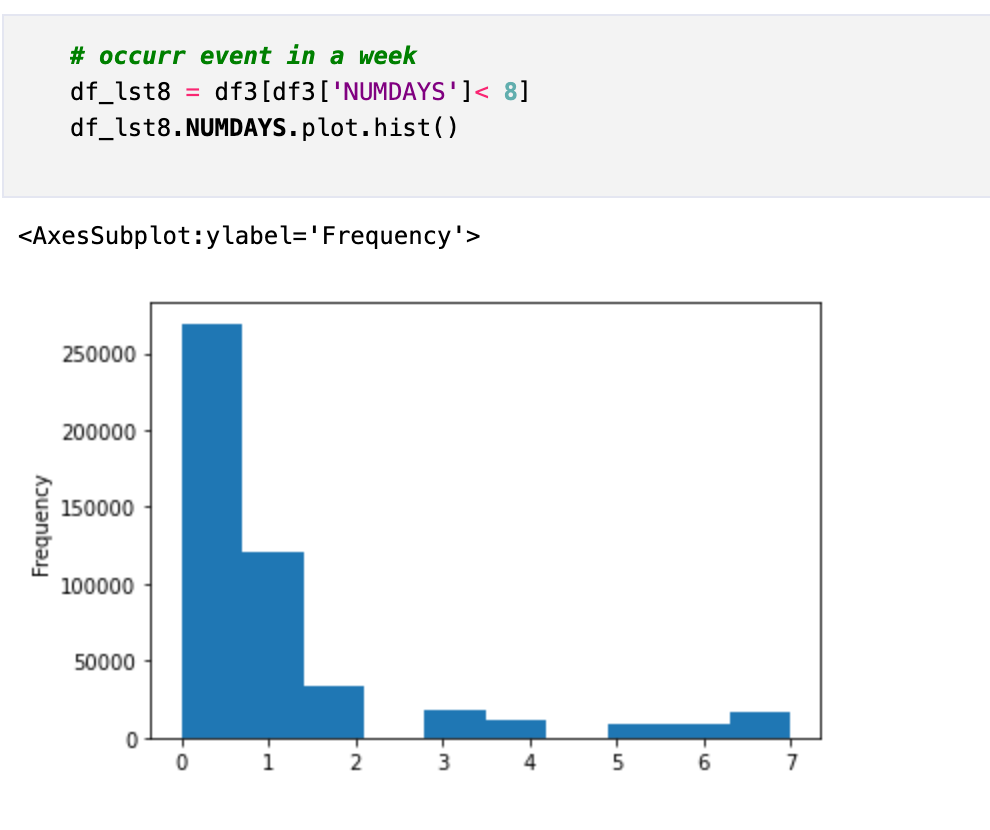 # occurr event in a week
df_lst8 = df3[df3['NUMDAYS']< 8]
df_lst8.NUMDAYS.plot.hist()
<AxesSubplot:ylabel='Frequency'>
250000
200000
150000
100000
50000
0
Frequency
0 1 2 3 4 5 6 7